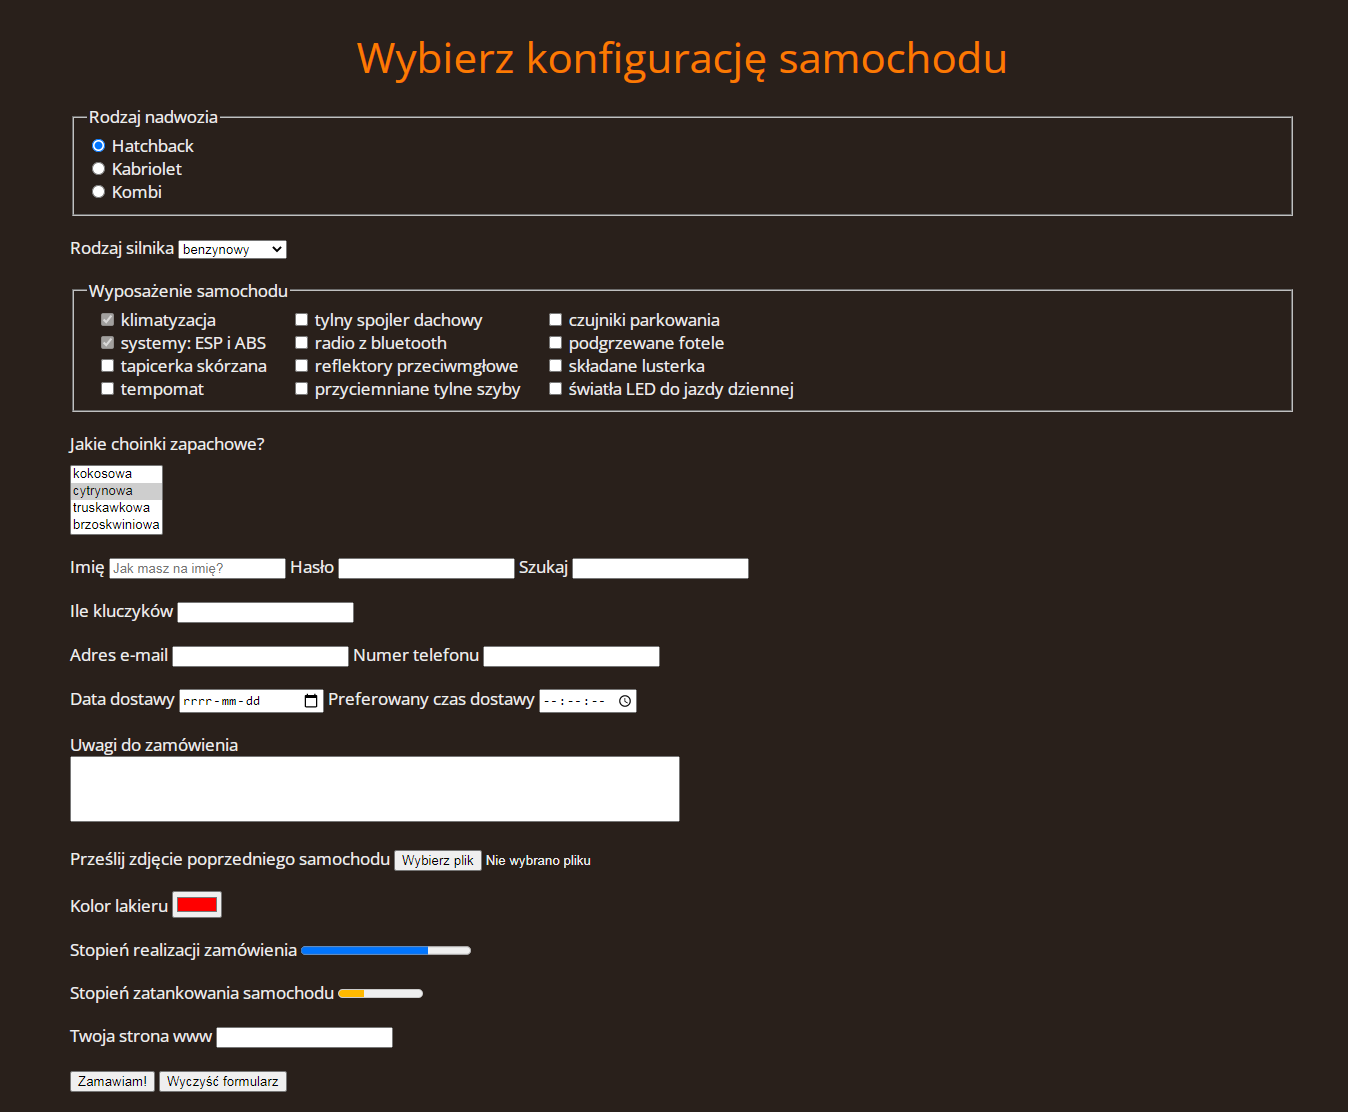 Wybierz konfigurację samochodu
Rodzaj nadwozia
Hatchback
Kabriolet
Kombi
Rodzaj silnika benzynowy
Wyposażenie samochodu
klimatyzacja tylny spojler dachowy czujniki parkowania
systemy: ESP i ABS radio z bluetooth podgrzewane fotele
tapicerka skórzana reflektory przeciwmgłowe składane lusterka
tempomat przyciemniane tylne szyby światła LED do jazdy dziennej
Jakie choinki zapachowe?
kokosowa
cytrynowa
truskawkowa
brzoskwiniowa
Imię Jak masz na imię? Hasło Szukaj
Ile kluczyków
Adres e-mail Numer telefonu
Data dostawy rrrr-mm-dd Preferowany czas dostawy --:--:--
Uwagi do zamówienia
Prześlij zdjęcie poprzedniego samochodu Wybierz plik Nie wybrano pliku
Kolor lakieru
Stopień realizacji zamówienia
Stopień zatankowania samochodu
Twoja strona www
Zamawiam! Wyczyść formularz